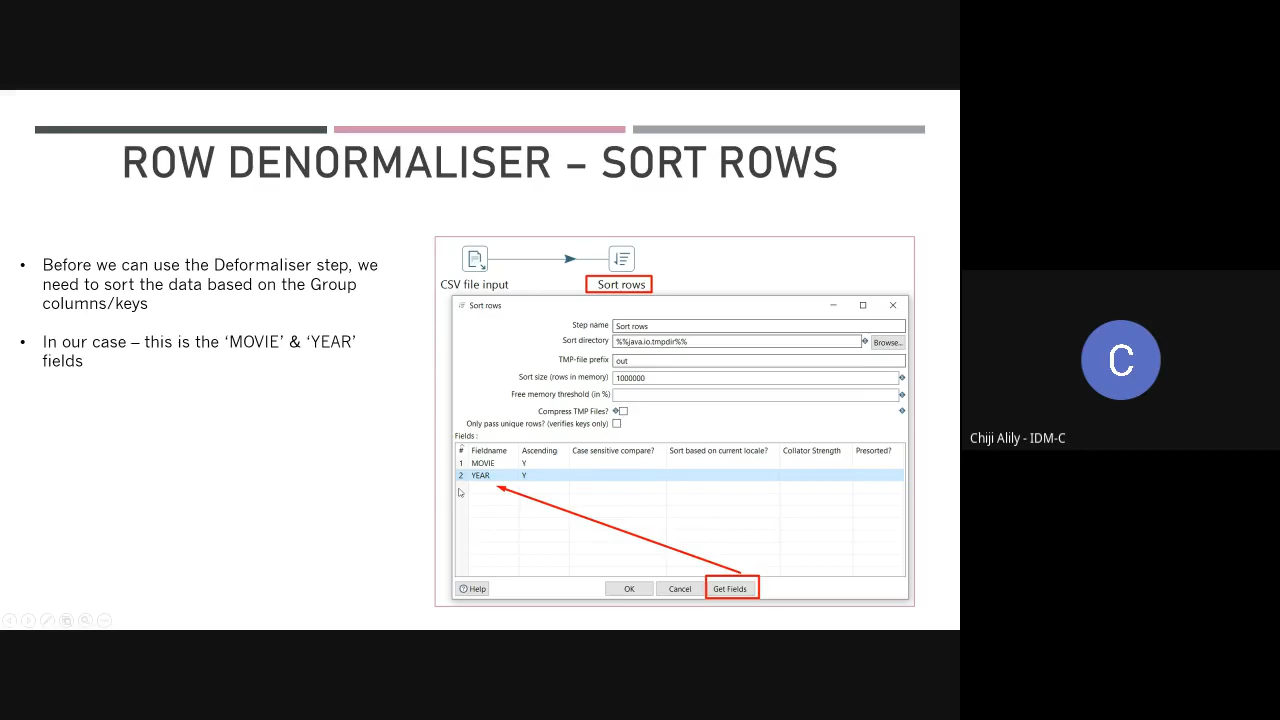 ROW DENORMALISER – SORT ROWS
• Before we can use the Deformaliser step, we
need to sort the data based on the Group
columns/keys
• In our case – this is the ‘MOVIE’ & ‘YEAR’
fields
CSV file input
Sort rows
Sort rows
Step name Sort rows
Sort directory %%java.io.tmpdir%% Browse...
TMP-file prefix out
Sort size (rows in memory) 1000000
Free memory threshold (in %)
Compress TMP Files?
Only pass unique rows? (verifies keys only)
Fields :
# Fieldname Ascending Case sensitive compare? Sort based on current locale? Collator Strength Presorted?
1 MOVIE Y
2 YEAR Y
Help OK Cancel Get Fields
C
Chiji Alily - IDM-C